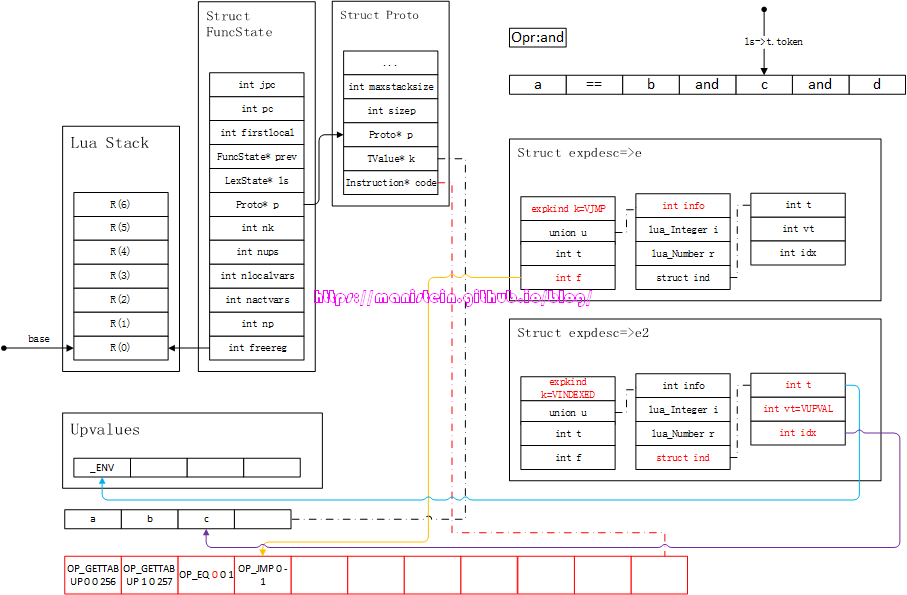 Struct
FuncState
int jpc
int pc
int firstlocal
FuncState* prev
LexState* ls
Proto* p
int nk
int nups
int nlocalvars
int nactvars
int np
int freereg
Struct Proto
...
int maxstacksize
int sizep
Proto* p
TValue* k
Instruction* code
Lua Stack
R(6)
R(5)
R(4)
R(3)
R(2)
R(1)
R(0)
base
Opr:and
ls->t.token
a == b and c and d
Struct expdesc=>e
expkind k=VJMP
union u
int t
int f
int info
lua_Integer i
lua_Number r
struct ind
int t
int vt
int idx
https://manistein.github.io/blog/
Struct expdesc=>e2
expkind
k=VINDEXED
union u
int t
int f
int info
lua_Integer i
lua_Number r
struct ind
int t
int vt=VUPVAL
int idx
Upvalues
_ENV
a b c
OP_GETTAB
UP 0 0 256
OP_GETTAB
UP 1 0 257
OP_EQ 0 0 1
OP_JMP 0 -
1